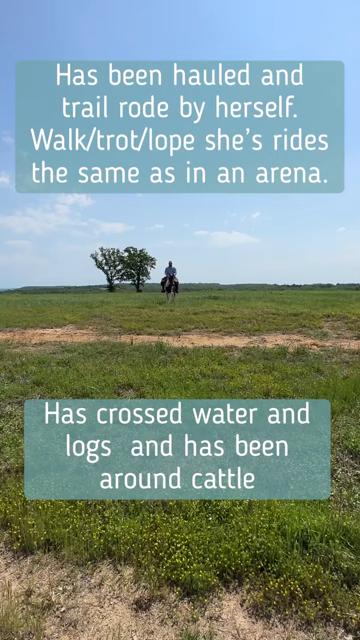 Has been hauled and
trail rode by herself.
Walk/trot/lope she's rides
the same as in an arena.
Has crossed water and
logs and has been
around cattle